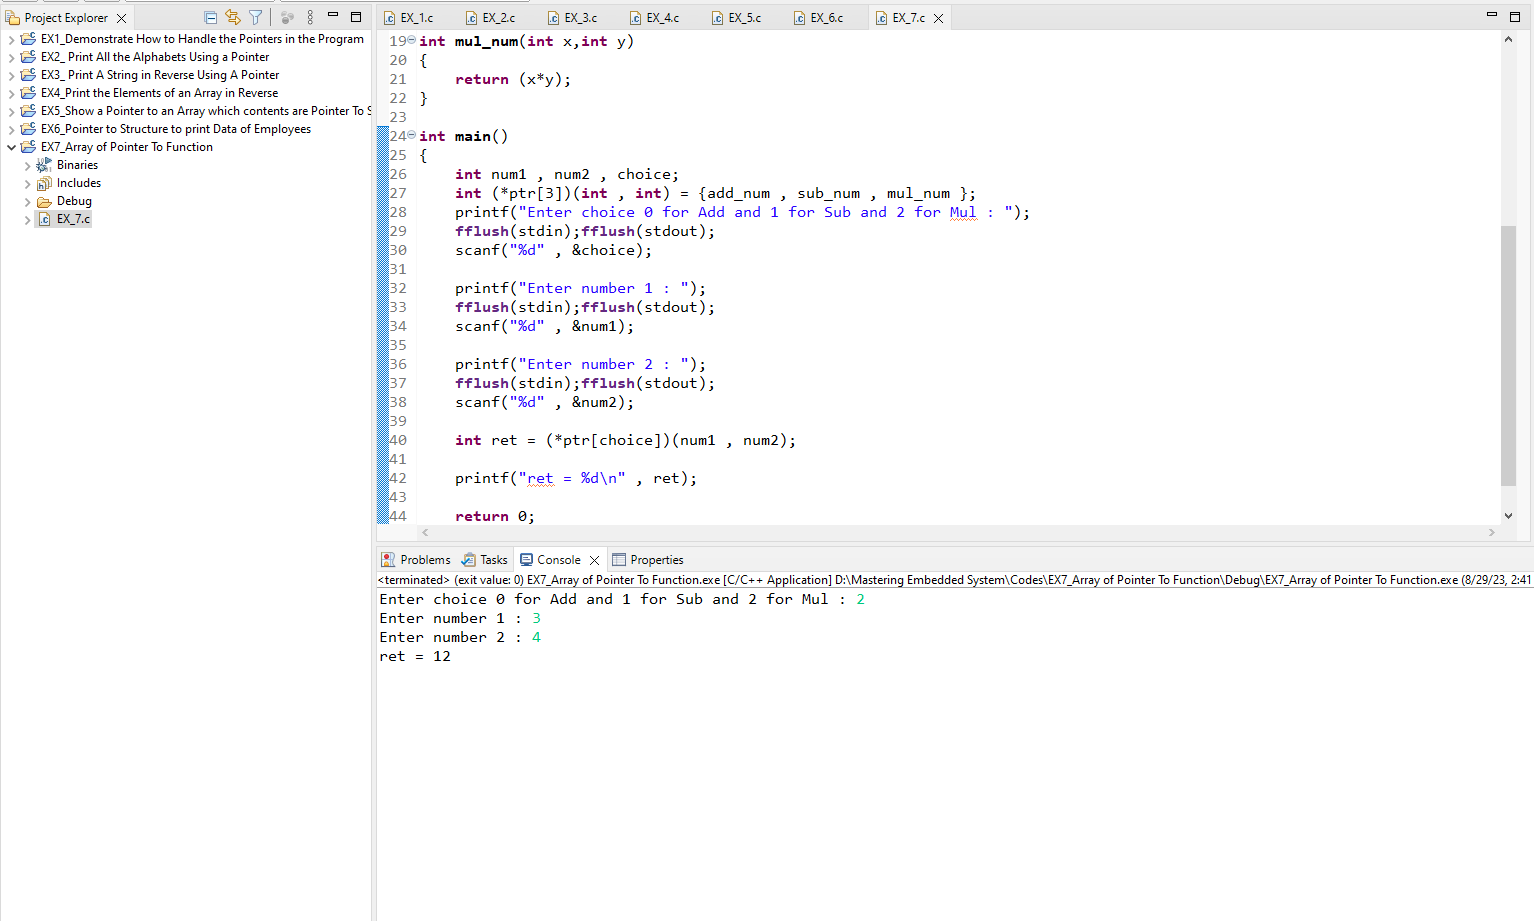 Project Explorer
EX1_Demonstrate How to Handle the Pointers in the Program
EX2_ Print All the Alphabets Using a Pointer
EX3_ Print A String in Reverse Using A Pointer
EX4_Print the Elements of an Array in Reverse
EX5_Show a Pointer to an Array which contents are Pointer To S
EX6_Pointer to Structure to print Data of Employees
EX7_Array of Pointer To Function
Binaries
Includes
Debug
EX_7.c
EX_1.c EX_2.c EX_3.c EX_4.c EX_5.c EX_6.c EX_7.c
19 int mul_num(int x,int y)
20 {
21     return (x*y);
22 }
23
24 int main()
25 {
26     int num1 , num2 , choice;
27     int (*ptr[3])(int , int) = {add_num , sub_num , mul_num };
28     printf("Enter choice 0 for Add and 1 for Sub and 2 for Mul : ");
29     fflush(stdin);fflush(stdout);
30     scanf("%d" , &choice);
31
32     printf("Enter number 1 : ");
33     fflush(stdin);fflush(stdout);
34     scanf("%d" , &num1);
35
36     printf("Enter number 2 : ");
37     fflush(stdin);fflush(stdout);
38     scanf("%d" , &num2);
39
40     int ret = (*ptr[choice])(num1 , num2);
41
42     printf("ret = %d\n" , ret);
43
44     return 0;
Problems Tasks Console Properties
<terminated> (exit value: 0) EX7_Array of Pointer To Function.exe [C/C++ Application] D:\Mastering Embedded System\Codes\EX7_Array of Pointer To Function\Debug\EX7_Array of Pointer To Function.exe (8/29/23, 2:41
Enter choice 0 for Add and 1 for Sub and 2 for Mul : 2
Enter number 1 : 3
Enter number 2 : 4
ret = 12